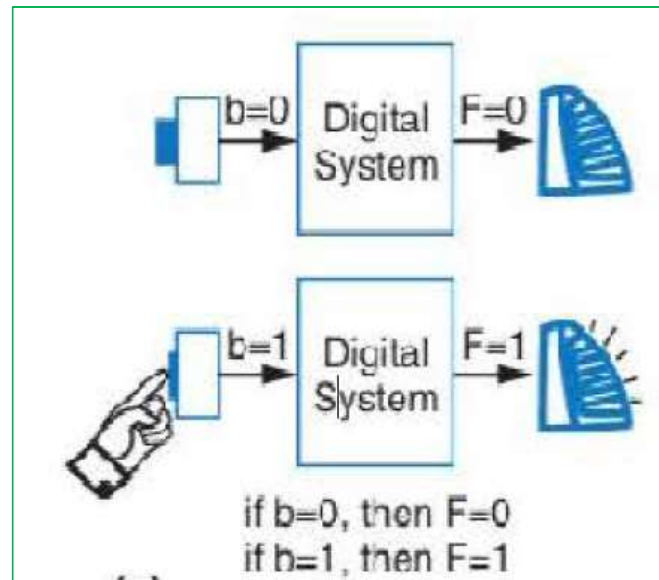 b=0
Digital
System
F=0
b=1
Digital
System
F=1
if b=0, then F=0
if b=1, then F=1